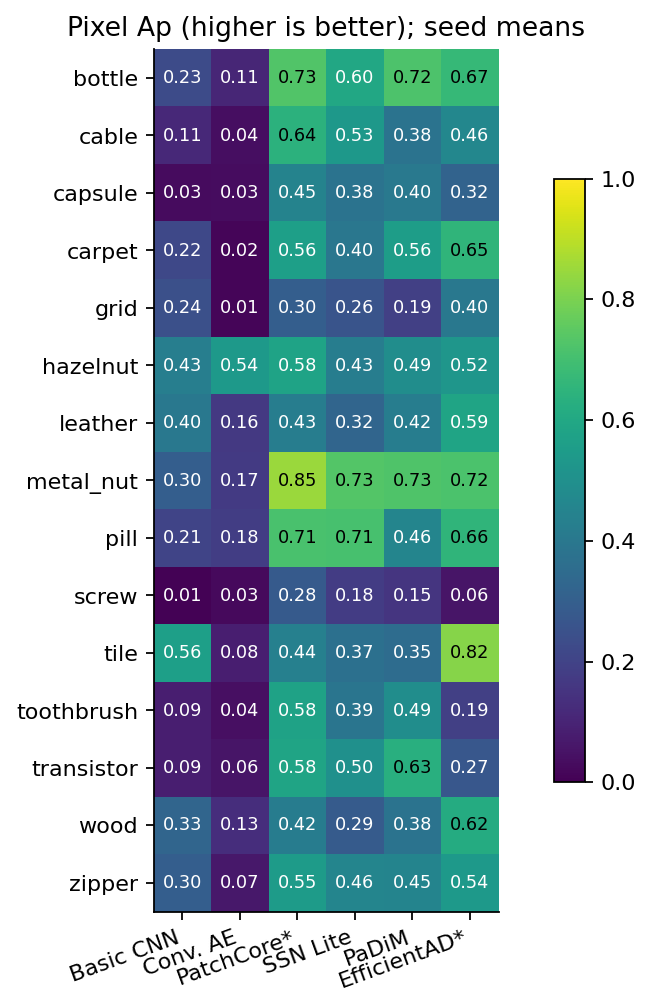 Pixel Ap (higher is better); seed means
bottle 0.23 0.11 0.73 0.60 0.72 0.67
cable 0.11 0.04 0.64 0.53 0.38 0.46
capsule 0.03 0.03 0.45 0.38 0.40 0.32
carpet 0.22 0.02 0.56 0.40 0.56 0.65
grid 0.24 0.01 0.30 0.26 0.19 0.40
hazelnut 0.43 0.54 0.58 0.43 0.49 0.52
leather 0.40 0.16 0.43 0.32 0.42 0.59
metal_nut 0.30 0.17 0.85 0.73 0.73 0.72
pill 0.21 0.18 0.71 0.71 0.46 0.66
screw 0.01 0.03 0.28 0.18 0.15 0.06
tile 0.56 0.08 0.44 0.37 0.35 0.82
toothbrush 0.09 0.04 0.58 0.39 0.49 0.19
transistor 0.09 0.06 0.58 0.50 0.63 0.27
wood 0.33 0.13 0.42 0.29 0.38 0.62
zipper 0.30 0.07 0.55 0.46 0.45 0.54
Basic CNN
Conv. AE
PatchCore*
SSN Lite
PaDiM
EfficientAD*
1.0
0.8
0.6
0.4
0.2
0.0